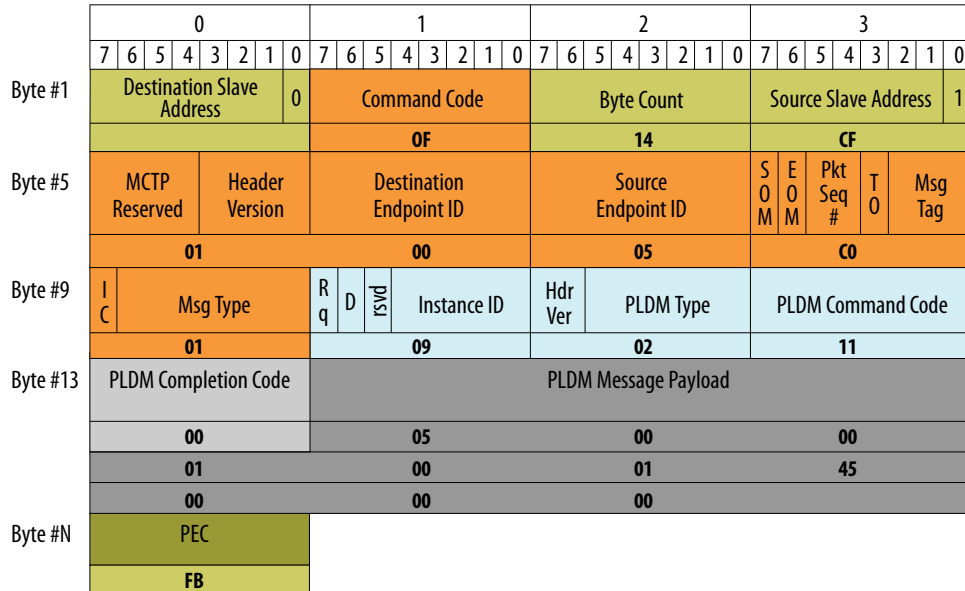 0 1 2 3
7 6 5 4 3 2 1 0 7 6 5 4 3 2 1 0 7 6 5 4 3 2 1 0 7 6 5 4 3 2 1 0
Byte #1
Destination Slave
Address
0
Command Code
Byte Count
Source Slave Address
1
0F 14 CF
Byte #5
MCTP
Reserved
Header
Version
Destination
Endpoint ID
Source
Endpoint ID
SOM
EOM
Pkt
Seq
#
TO
Msg
Tag
01 00 05 C0
Byte #9
IC
Msg Type
Rq
D
rsvd
Instance ID
Hdr
Ver
PLDM Type
PLDM Command Code
01 09 02 11
Byte #13
PLDM Completion Code
PLDM Message Payload
00 05 00 00
01 00 01 45
00 00 00
Byte #N
PEC
FB